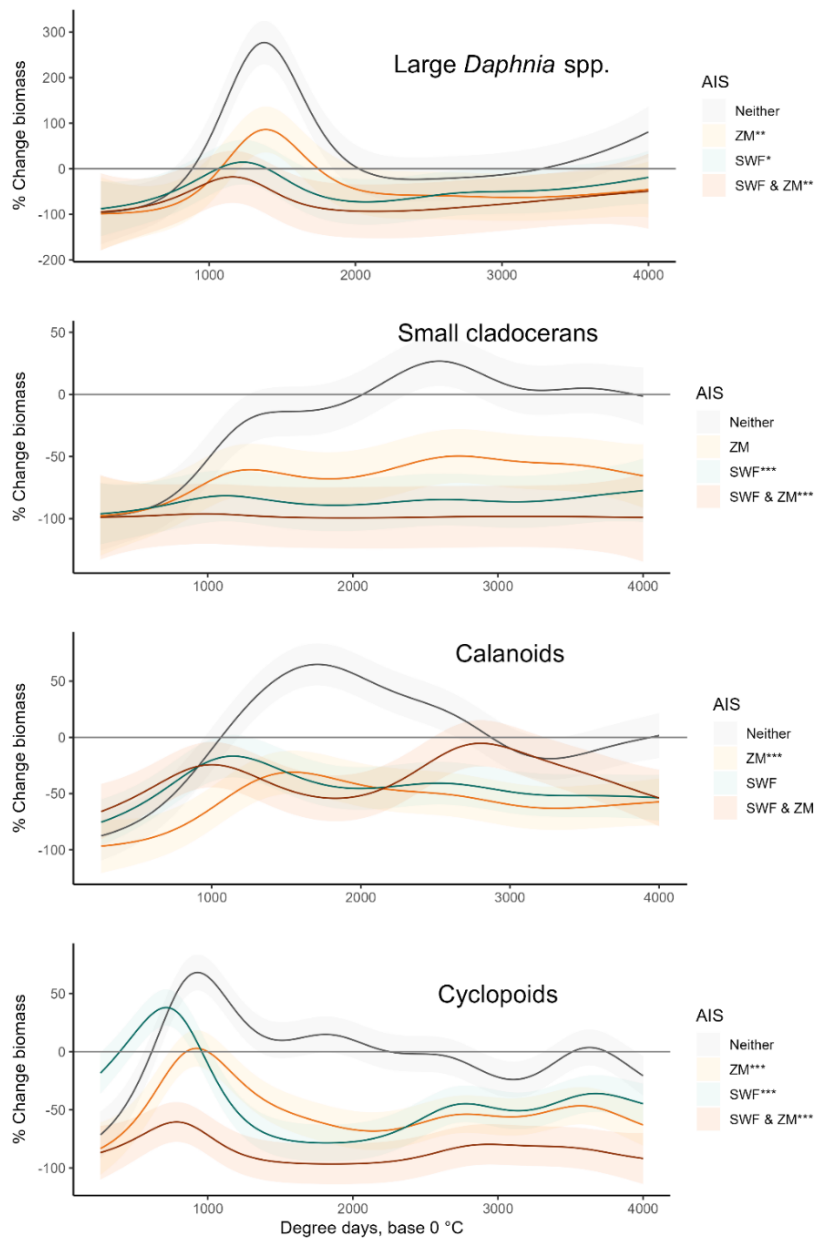 Large Daphnia spp.
% Change biomass
300
200
100
0
-100
-200
1000
2000
3000
4000
AIS
Neither
ZM**
SWF*
SWF & ZM**
Small cladocerans
% Change biomass
50
0
-50
-100
1000
2000
3000
4000
AIS
Neither
ZM
SWF***
SWF & ZM***
Calanoids
% Change biomass
50
0
-50
-100
1000
2000
3000
4000
AIS
Neither
ZM***
SWF
SWF & ZM
Cyclopoids
% Change biomass
50
0
-50
-100
1000
2000
3000
4000
Degree days, base 0 °C
AIS
Neither
ZM***
SWF***
SWF & ZM***